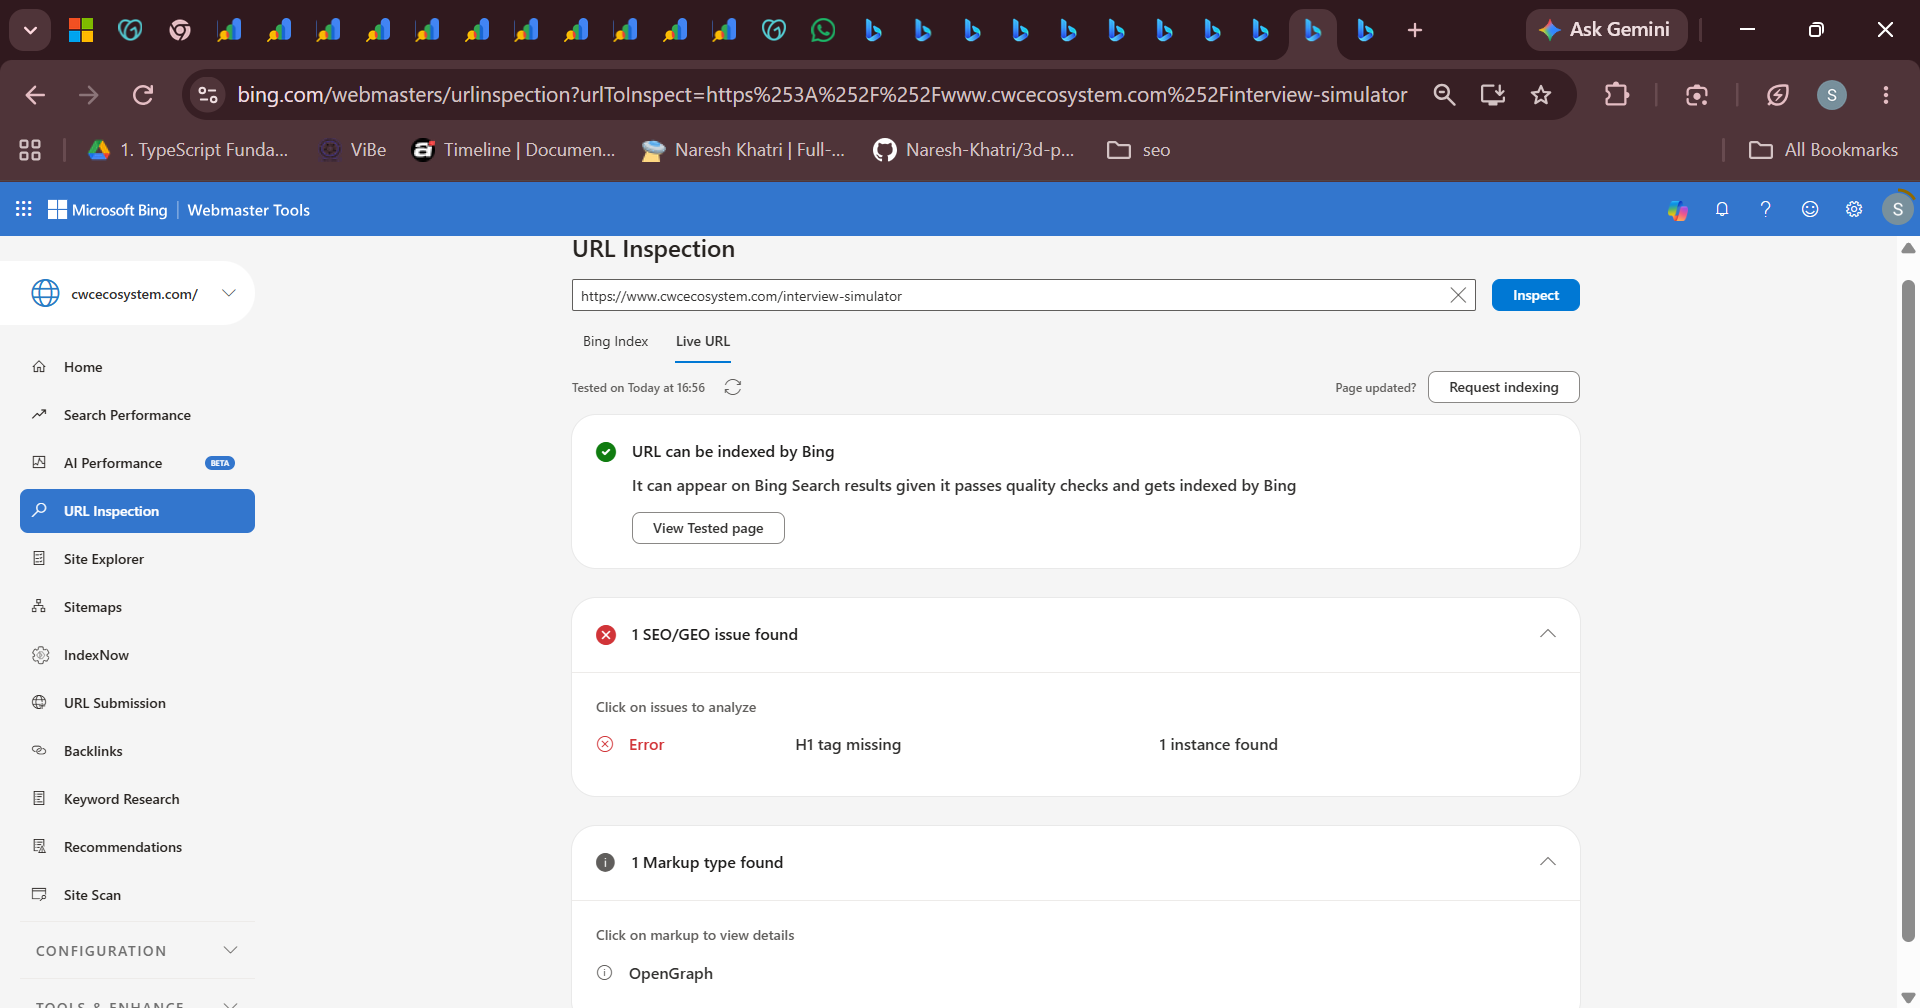 Ask Gemini
bing.com/webmasters/urlinspection?urlToInspect=https%253A%252F%252Fwww.cwcecosystem.com%252Finterview-simulator
S
1. TypeScript Funda...
ViBe
Timeline | Documen...
Naresh Khatri | Full-...
Naresh-Khatri/3d-p...
seo
All Bookmarks
Microsoft Bing | Webmaster Tools
S
cwcecosystem.com/
Home
Search Performance
AI Performance BETA
URL Inspection
Site Explorer
Sitemaps
IndexNow
URL Submission
Backlinks
Keyword Research
Recommendations
Site Scan
CONFIGURATION
TOOLS & ENHANCE
URL Inspection
https://www.cwcecosystem.com/interview-simulator
Inspect
Bing Index
Live URL
Tested on Today at 16:56
Page updated?
Request indexing
URL can be indexed by Bing
It can appear on Bing Search results given it passes quality checks and gets indexed by Bing
View Tested page
1 SEO/GEO issue found
Click on issues to analyze
Error H1 tag missing 1 instance found
1 Markup type found
Click on markup to view details
OpenGraph